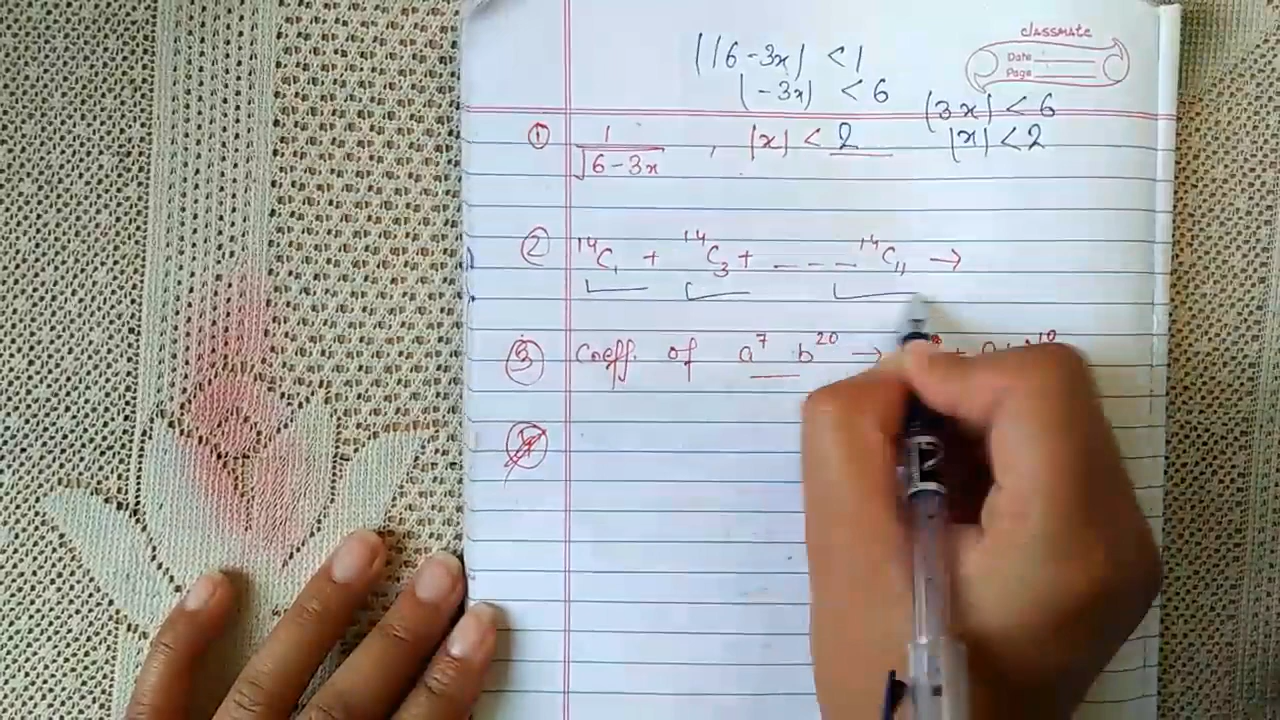 classmate
Date
Page
||6-3x| < 1
|-3x| < 6
|3x| < 6
① 1/√(6-3x) , |x| < 2 |x| < 2
② ¹⁴C₁ + ¹⁴C₃ + --- ¹⁴C₁₁ →
③ Coeff. of a⁷ b²⁰ →